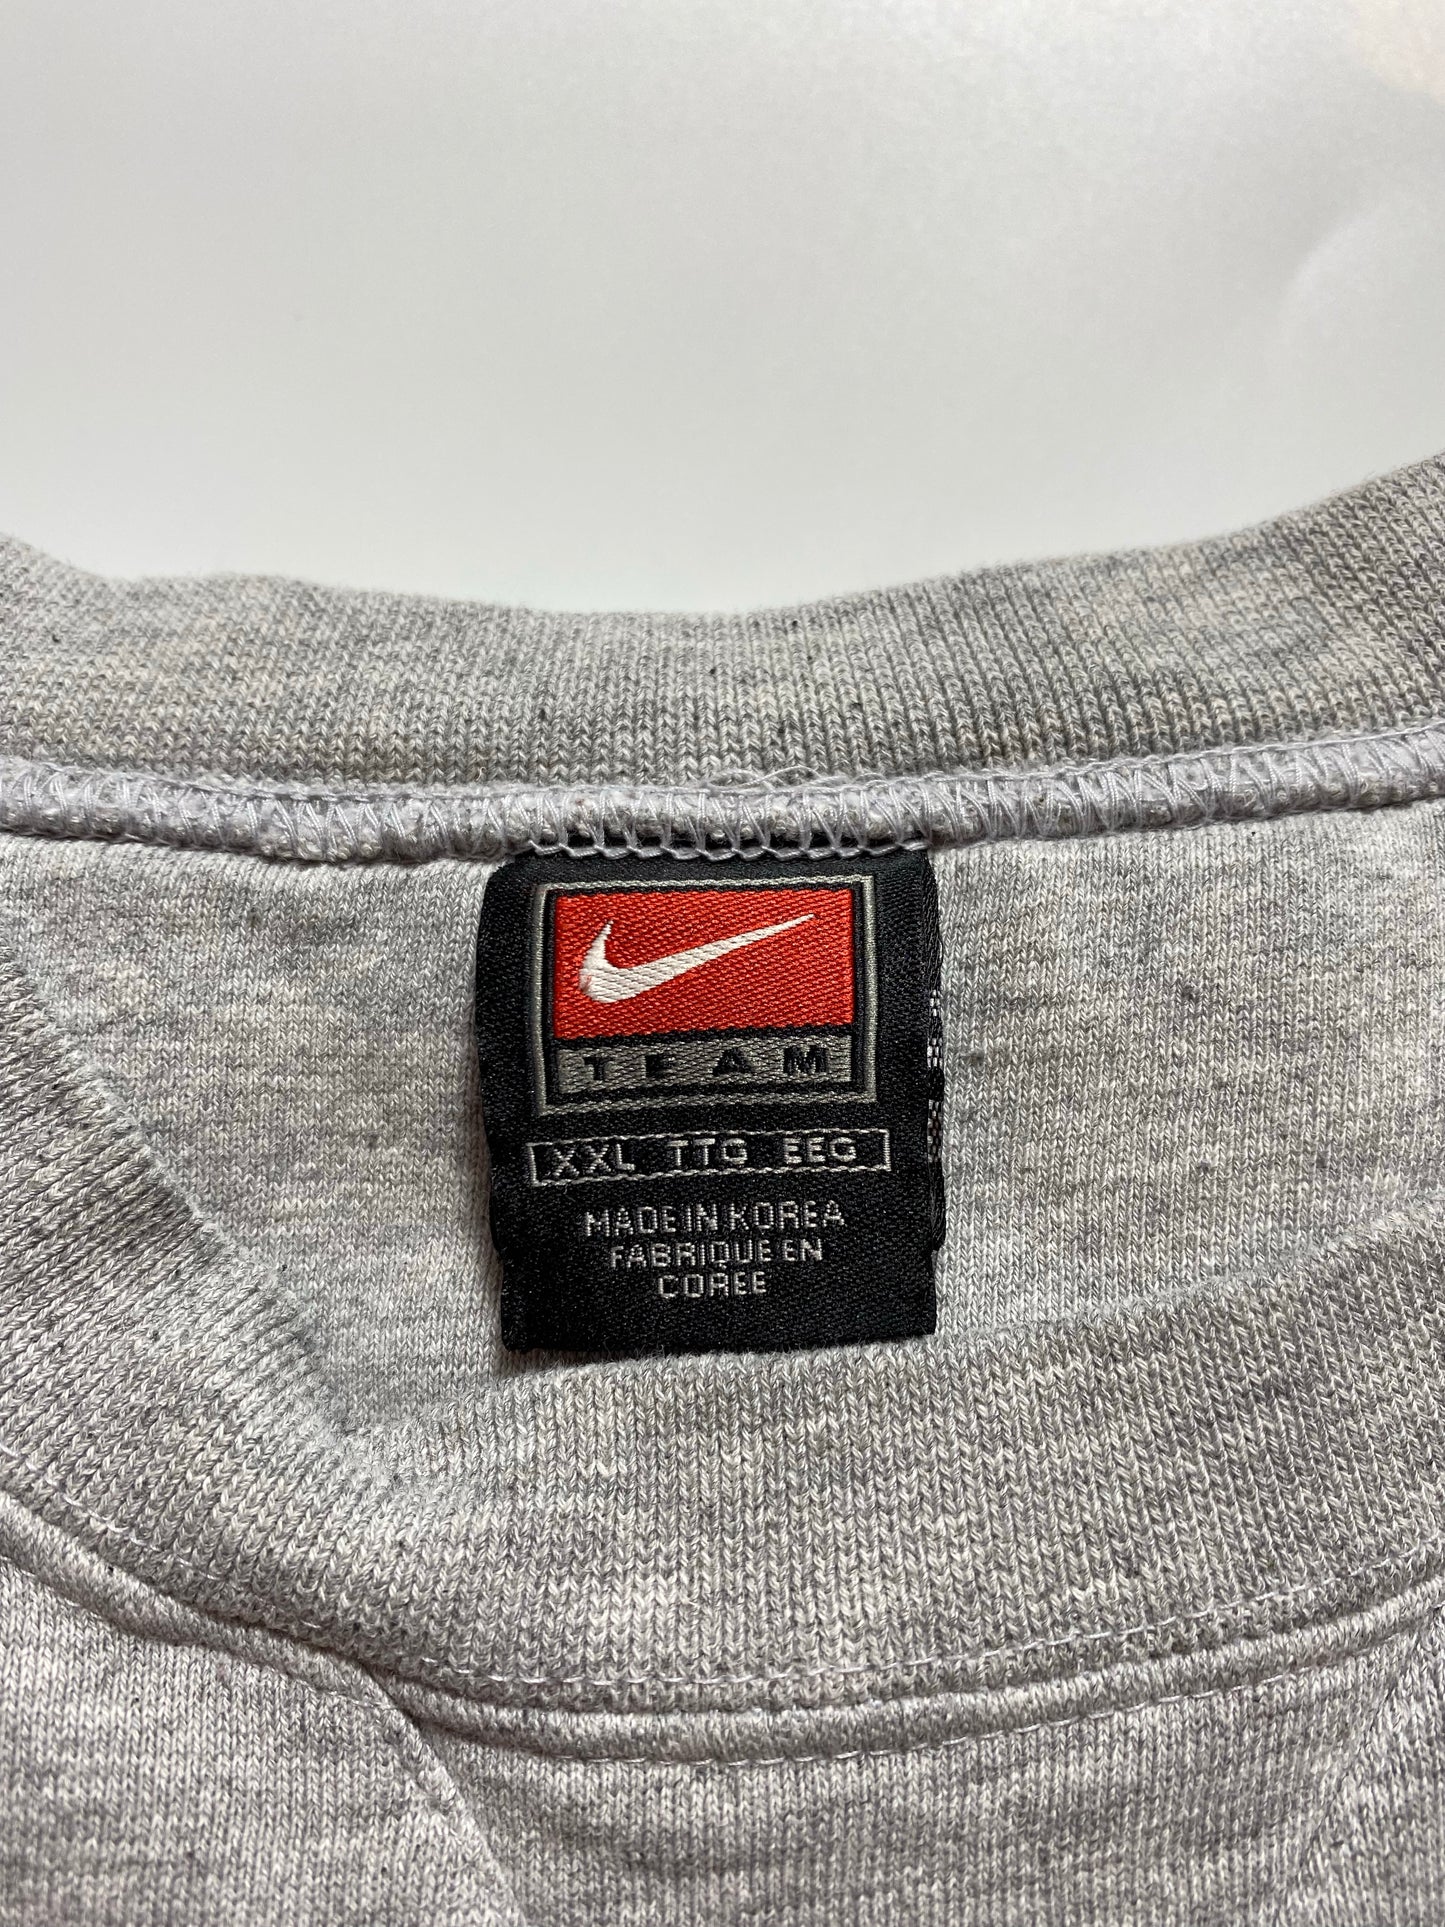 TEAM
XXL TTG EEG
MADE IN KOREA
FABRIQUE EN
COREE